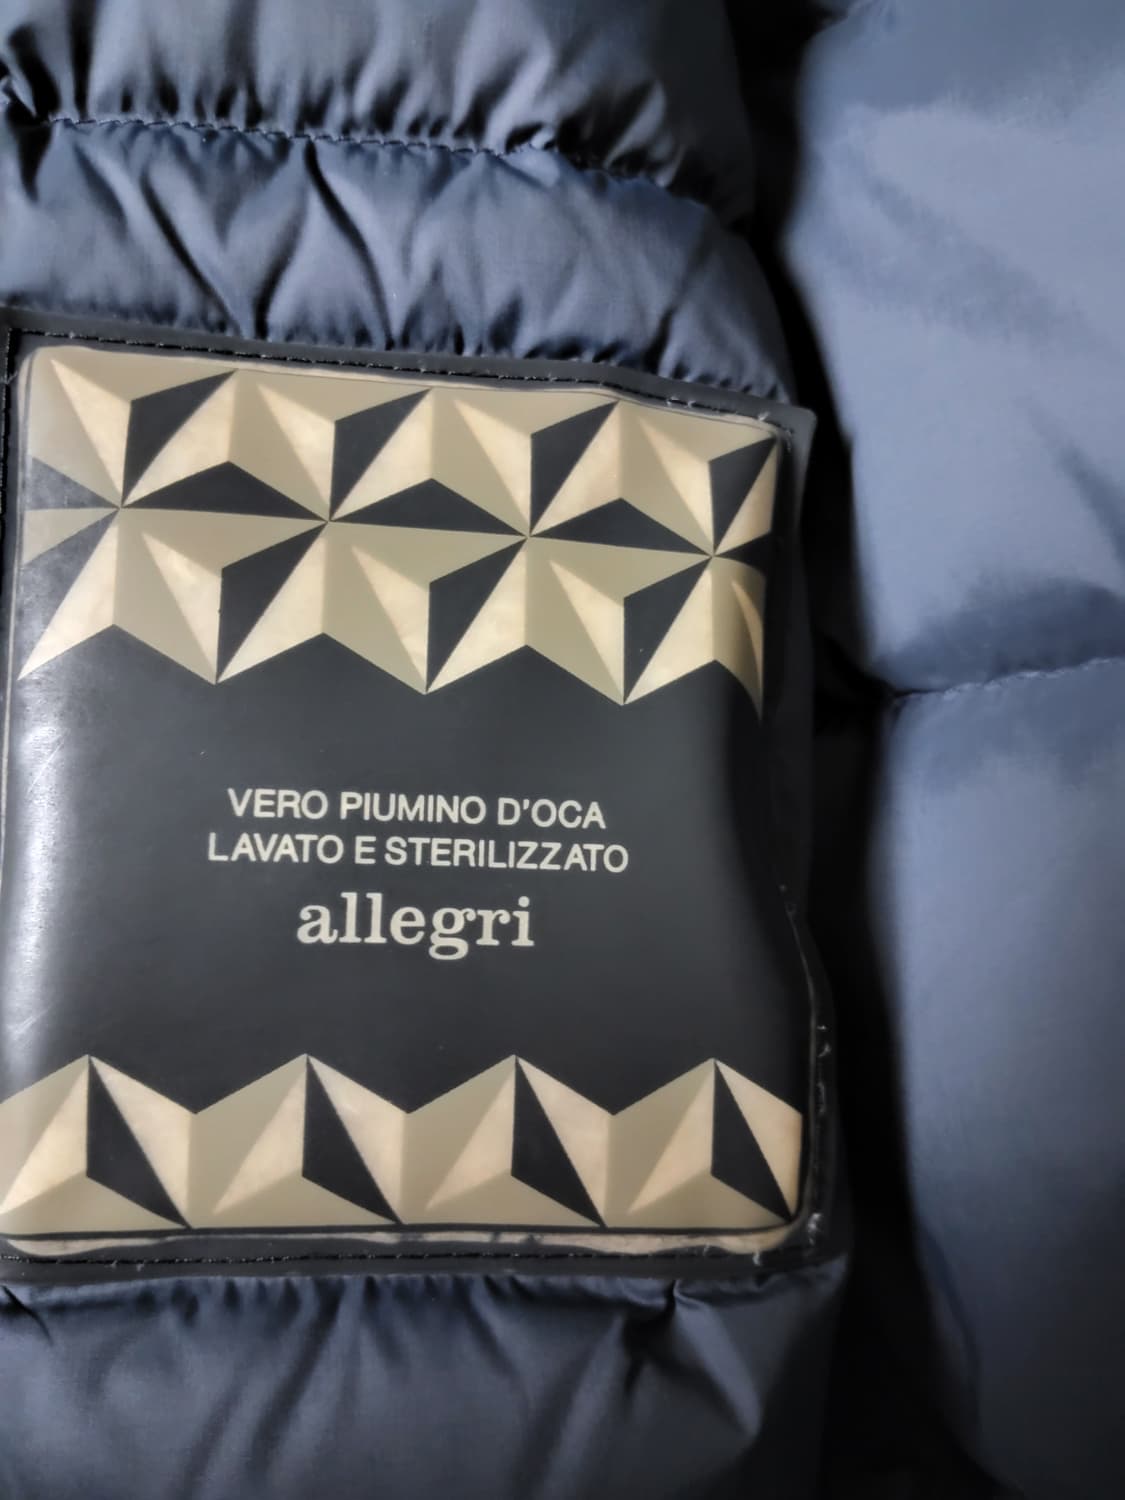 VERO PIUMINO D'OCA
LAVATO E STERILIZZATO
allegri